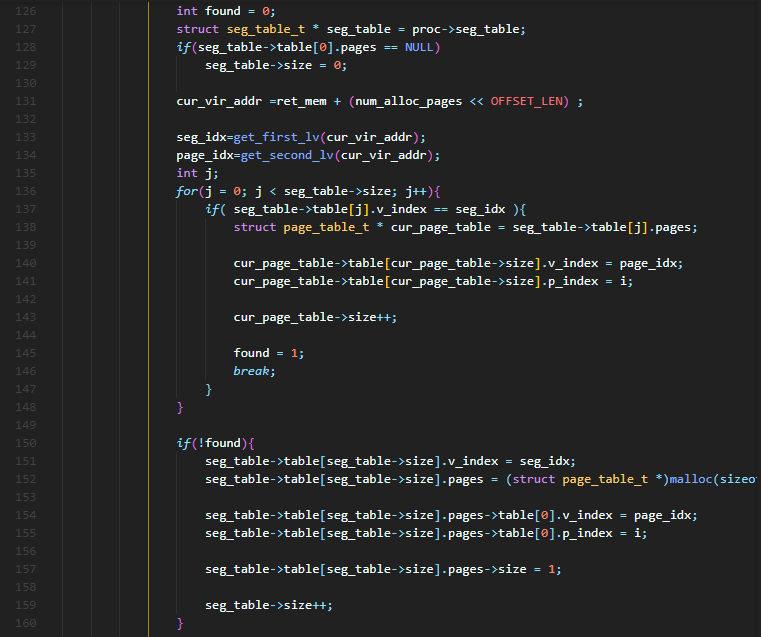 126 int found = 0;
127 struct seg_table_t * seg_table = proc->seg_table;
128 if(seg_table->table[0].pages == NULL)
129 seg_table->size = 0;
130
131 cur_vir_addr =ret_mem + (num_alloc_pages << OFFSET_LEN) ;
132
133 seg_idx=get_first_lv(cur_vir_addr);
134 page_idx=get_second_lv(cur_vir_addr);
135 int j;
136 for(j = 0; j < seg_table->size; j++){
137 if( seg_table->table[j].v_index == seg_idx ){
138 struct page_table_t * cur_page_table = seg_table->table[j].pages;
139
140 cur_page_table->table[cur_page_table->size].v_index = page_idx;
141 cur_page_table->table[cur_page_table->size].p_index = i;
142
143 cur_page_table->size++;
144
145 found = 1;
146 break;
147 }
148 }
149
150 if(!found){
151 seg_table->table[seg_table->size].v_index = seg_idx;
152 seg_table->table[seg_table->size].pages = (struct page_table_t *)malloc(sizeo
153
154 seg_table->table[seg_table->size].pages->table[0].v_index = page_idx;
155 seg_table->table[seg_table->size].pages->table[0].p_index = i;
156
157 seg_table->table[seg_table->size].pages->size = 1;
158
159 seg_table->size++;
160 }